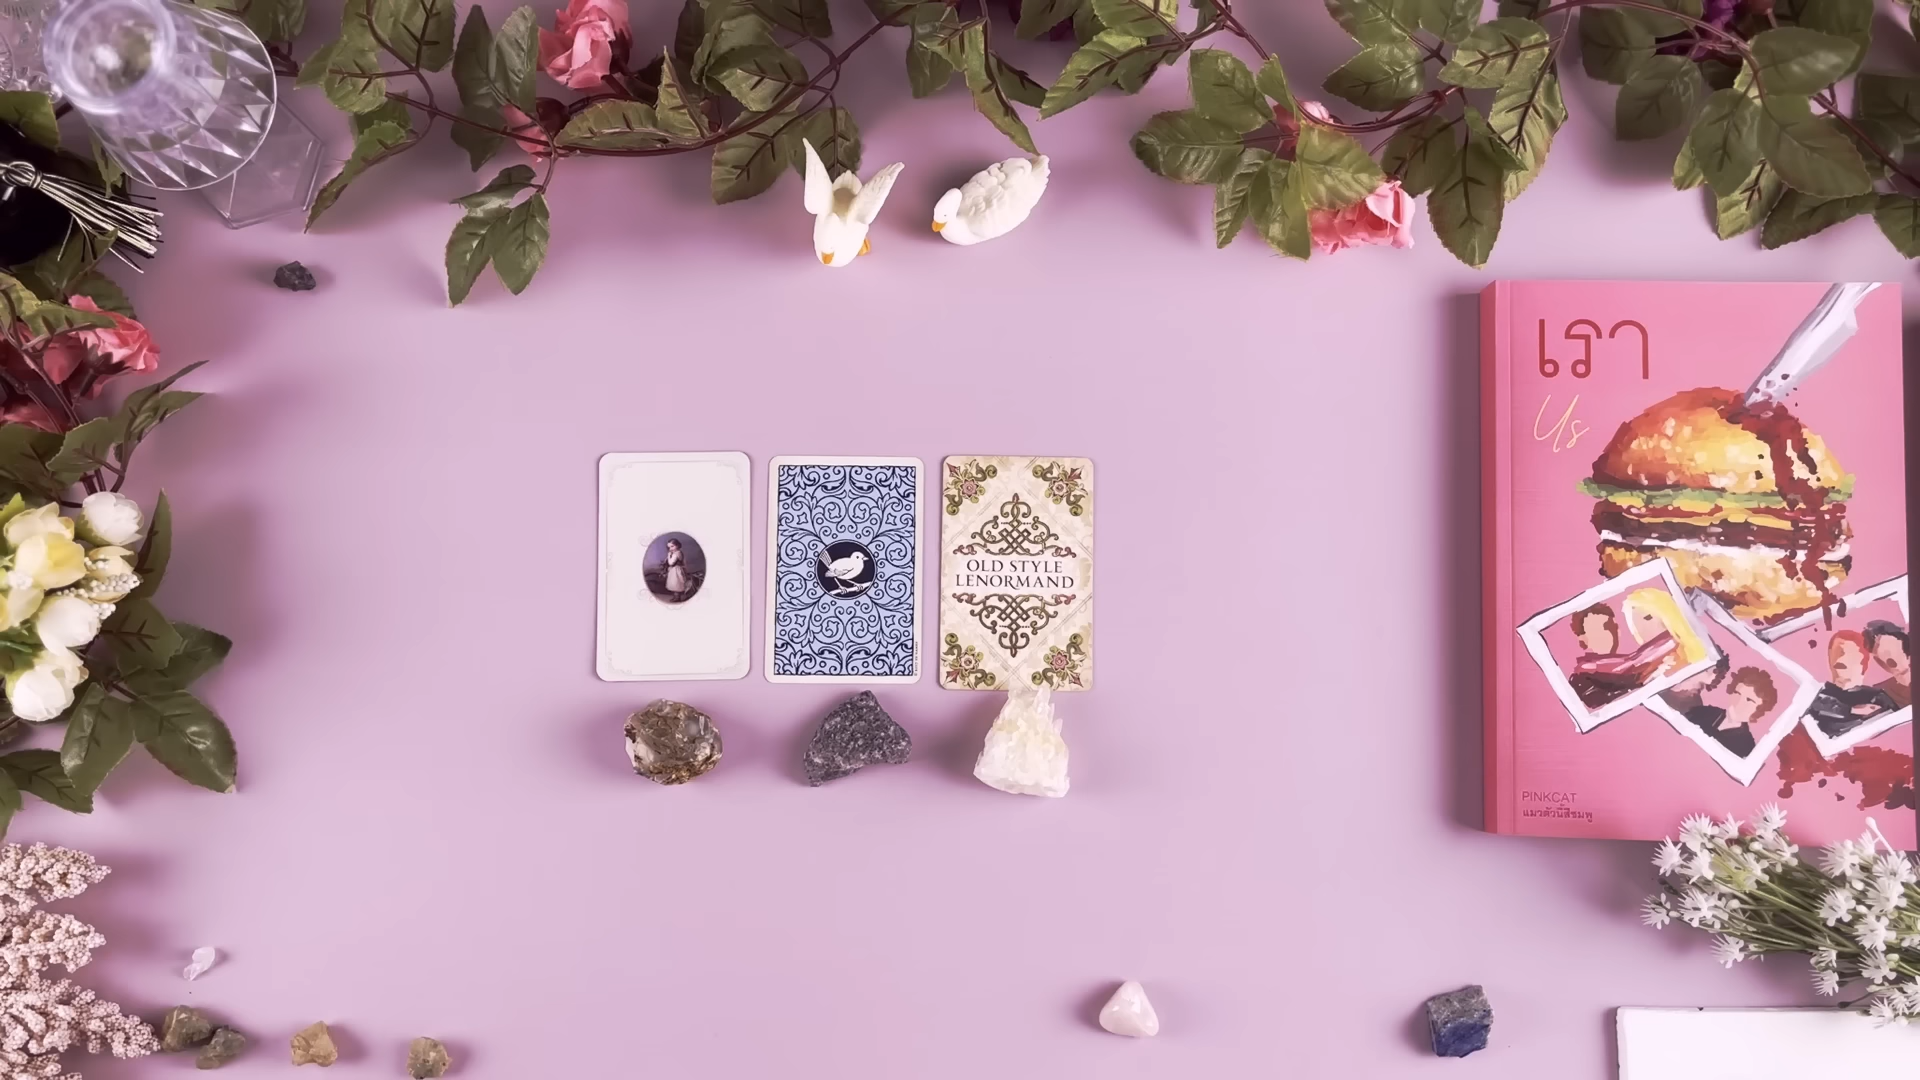 OLD STYLE
LENORMAND
เรา
Us
PINKCAT
แมวตัวนี้สีชมพู